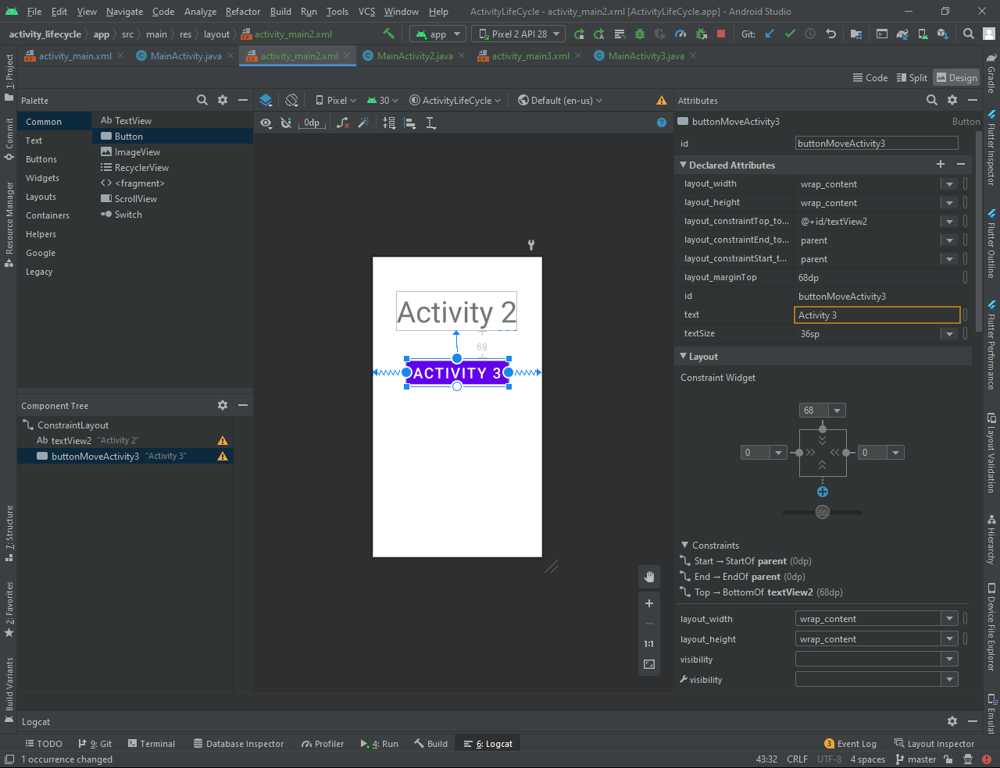 File Edit View Navigate Code Analyze Refactor Build Run Tools VCS Window Help ActivityLifeCycle - activity_main2.xml [ActivityLifeCycle.app] - Android Studio
activity_lifecycle app src main res layout activity_main2.xml app Pixel 2 API 28 Git:
activity_main.xml MainActivity.java activity_main2.xml MainActivity2.java activity_main3.xml MainActivity3.java
Code Split Design
Palette
Common
Text
Buttons
Widgets
Layouts
Containers
Helpers
Google
Legacy
Ab TextView
Button
ImageView
RecyclerView
<fragment>
ScrollView
Switch
Pixel 30 ActivityLifeCycle Default (en-us)
0dp
Activity 2
68
ACTIVITY 3
1:1
Component Tree
ConstraintLayout
Ab textView2 "Activity 2"
buttonMoveActivity3 "Activity 3"
Attributes
buttonMoveActivity3 Button
id buttonMoveActivity3
Declared Attributes
layout_width wrap_content
layout_height wrap_content
layout_constraintTop_to... @+id/textView2
layout_constraintEnd_to... parent
layout_constraintStart_t... parent
layout_marginTop 68dp
id buttonMoveActivity3
text Activity 3
textSize 36sp
Layout
Constraint Widget
68
0 0
50
Constraints
Start → StartOf parent (0dp)
End → EndOf parent (0dp)
Top → BottomOf textView2 (68dp)
layout_width wrap_content
layout_height wrap_content
visibility
visibility
1: Project
Commit
Resource Manager
7: Structure
2: Favorites
Build Variants
Gradle
Flutter Inspector
Flutter Outline
Flutter Performance
Layout Validation
Hierarchy
Device File Explorer
Emulat
Logcat
TODO 9: Git Terminal Database Inspector Profiler 4: Run Build 6: Logcat 3 Event Log Layout Inspector
1 occurrence changed 43:32 CRLF UTF-8 4 spaces master